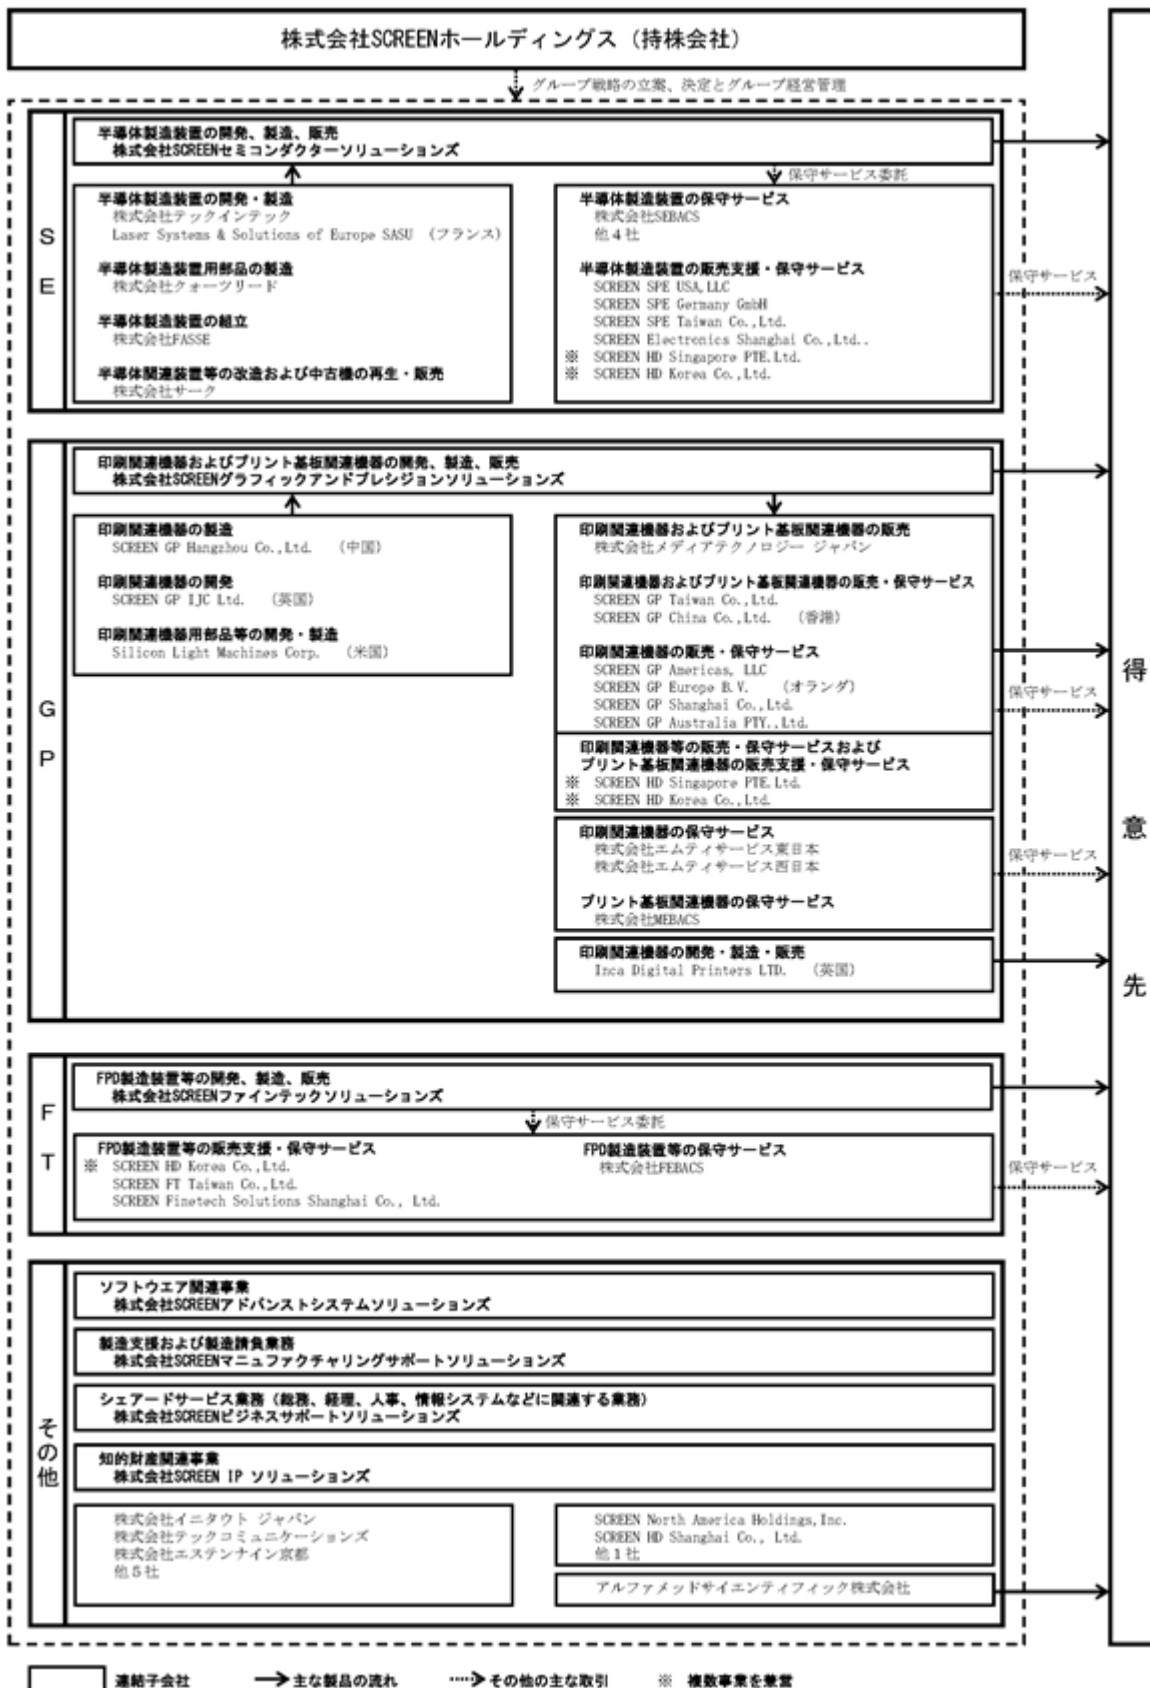 株式会社SCREENホールディングス（持株会社）
グループ戦略の立案、決定とグループ経営管理
SE
半導体製造装置の開発、製造、販売
株式会社SCREENセミコンダクターソリューションズ
保守サービス委託
半導体製造装置の開発・製造
株式会社テックインテック
Laser Systems & Solutions of Europe SASU （フランス）
半導体製造装置用部品の製造
株式会社クォーツリード
半導体製造装置の組立
株式会社FASSE
半導体関連装置等の改造および中古機の再生・販売
株式会社サーク
半導体製造装置の保守サービス
株式会社SEBACS
他４社
半導体製造装置の販売支援・保守サービス
SCREEN SPE USA,LLC
SCREEN SPE Germany GmbH
SCREEN SPE Taiwan Co.,Ltd.
SCREEN Electronics Shanghai Co.,Ltd..
※ SCREEN HD Singapore PTE.Ltd.
※ SCREEN HD Korea Co.,Ltd.
保守サービス
GP
印刷関連機器およびプリント基板関連機器の開発、製造、販売
株式会社SCREENグラフィックアンドプレシジョンソリューションズ
印刷関連機器の製造
SCREEN GP Hangzhou Co.,Ltd. （中国）
印刷関連機器の開発
SCREEN GP IJC Ltd. （英国）
印刷関連機器用部品等の開発・製造
Silicon Light Machines Corp. （米国）
印刷関連機器およびプリント基板関連機器の販売
株式会社メディアテクノロジー ジャパン
印刷関連機器およびプリント基板関連機器の販売・保守サービス
SCREEN GP Taiwan Co.,Ltd.
SCREEN GP China Co.,Ltd. （香港）
印刷関連機器の販売・保守サービス
SCREEN GP Americas, LLC
SCREEN GP Europe B.V. （オランダ）
SCREEN GP Shanghai Co.,Ltd.
SCREEN GP Australia PTY.,Ltd.
保守サービス
印刷関連機器等の販売・保守サービスおよび
プリント基板関連機器の販売支援・保守サービス
※ SCREEN HD Singapore PTE.Ltd.
※ SCREEN HD Korea Co.,Ltd.
印刷関連機器の保守サービス
株式会社エムティサービス東日本
株式会社エムティサービス西日本
プリント基板関連機器の保守サービス
株式会社MEBACS
保守サービス
印刷関連機器の開発・製造・販売
Inca Digital Printers LTD. （英国）
得意先
FT
FPD製造装置等の開発、製造、販売
株式会社SCREENファインテックソリューションズ
保守サービス委託
FPD製造装置等の販売支援・保守サービス
※ SCREEN HD Korea Co.,Ltd.
SCREEN FT Taiwan Co.,Ltd.
SCREEN Finetech Solutions Shanghai Co., Ltd.
FPD製造装置等の保守サービス
株式会社FEBACS
保守サービス
その他
ソフトウエア関連事業
株式会社SCREENアドバンストシステムソリューションズ
製造支援および製造請負業務
株式会社SCREENマニュファクチャリングサポートソリューションズ
シェアードサービス業務（総務、経理、人事、情報システムなどに関連する業務）
株式会社SCREENビジネスサポートソリューションズ
知的財産関連事業
株式会社SCREEN IP ソリューションズ
株式会社イニタウト ジャパン
株式会社テックコミュニケーションズ
株式会社エステンナイン京都
他５社
SCREEN North America Holdings,Inc.
SCREEN HD Shanghai Co., Ltd.
他１社
アルファメッドサイエンティフィック株式会社
連結子会社 主な製品の流れ その他の主な取引 ※ 複数事業を兼営